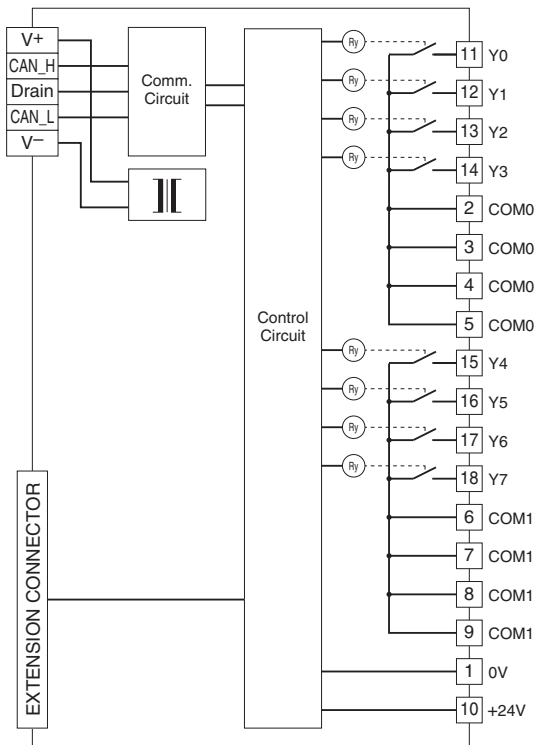 V+
CAN_H
Drain
CAN_L
V–
Comm.
Circuit
Control
Circuit
EXTENSION CONNECTOR
Ry
11 Y0
Ry
12 Y1
Ry
13 Y2
Ry
14 Y3
2 COM0
3 COM0
4 COM0
5 COM0
Ry
15 Y4
Ry
16 Y5
Ry
17 Y6
Ry
18 Y7
6 COM1
7 COM1
8 COM1
9 COM1
1 0V
10 +24V